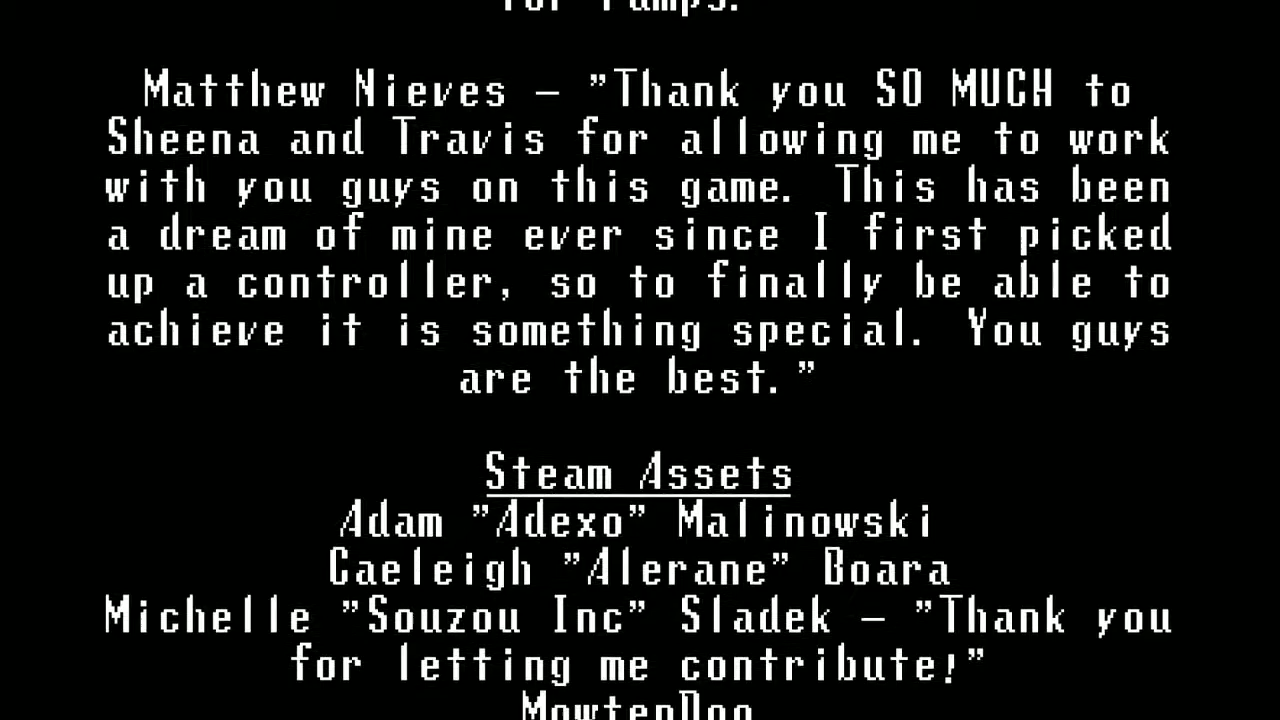 for Pamps."
Matthew Nieves – "Thank you SO MUCH to
Sheena and Travis for allowing me to work
with you guys on this game.  This has been
a dream of mine ever since I first picked
up a controller, so to finally be able to
achieve it is something special.  You guys
are the best."
Steam Assets
Adam "Adexo" Malinowski
Caeleigh "Alerane" Boara
Michelle "Souzou Inc" Sladek – "Thank you
for letting me contribute!"
MowtenDoo